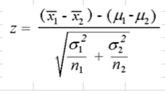 z = ((x̄₁ - x̄₂) - (μ₁ - μ₂)) / √(σ₁²/n₁ + σ₂²/n₂)